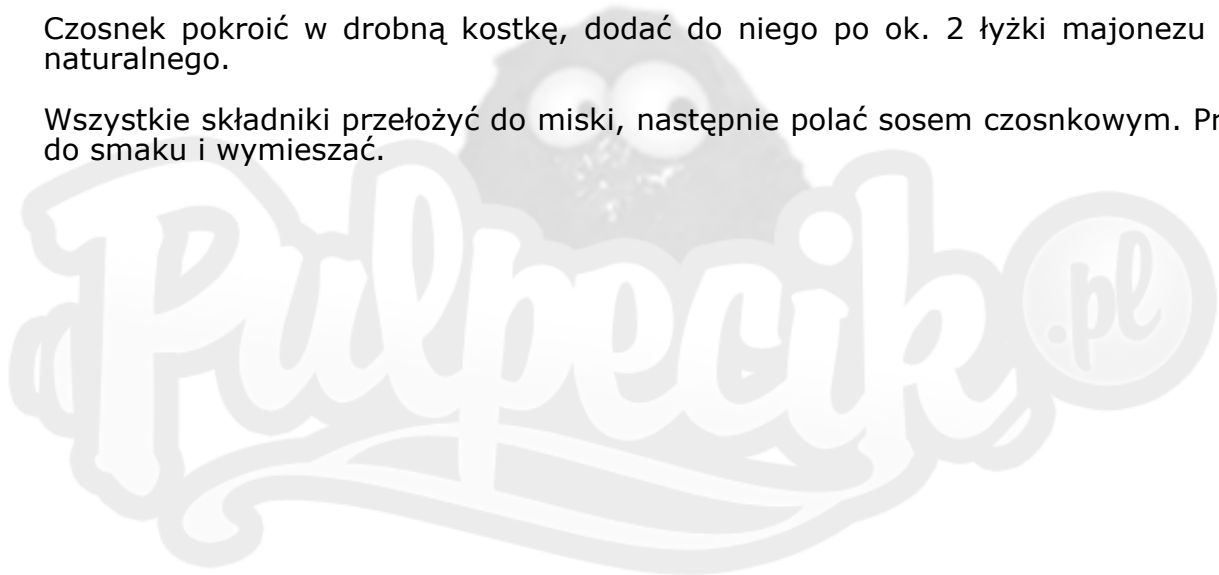 Czosnek pokroić w drobną kostkę, dodać do niego po ok. 2 łyżki majonezu
naturalnego.
Wszystkie składniki przełożyć do miski, następnie polać sosem czosnkowym.
do smaku i wymieszać.
Pulpecik.pl